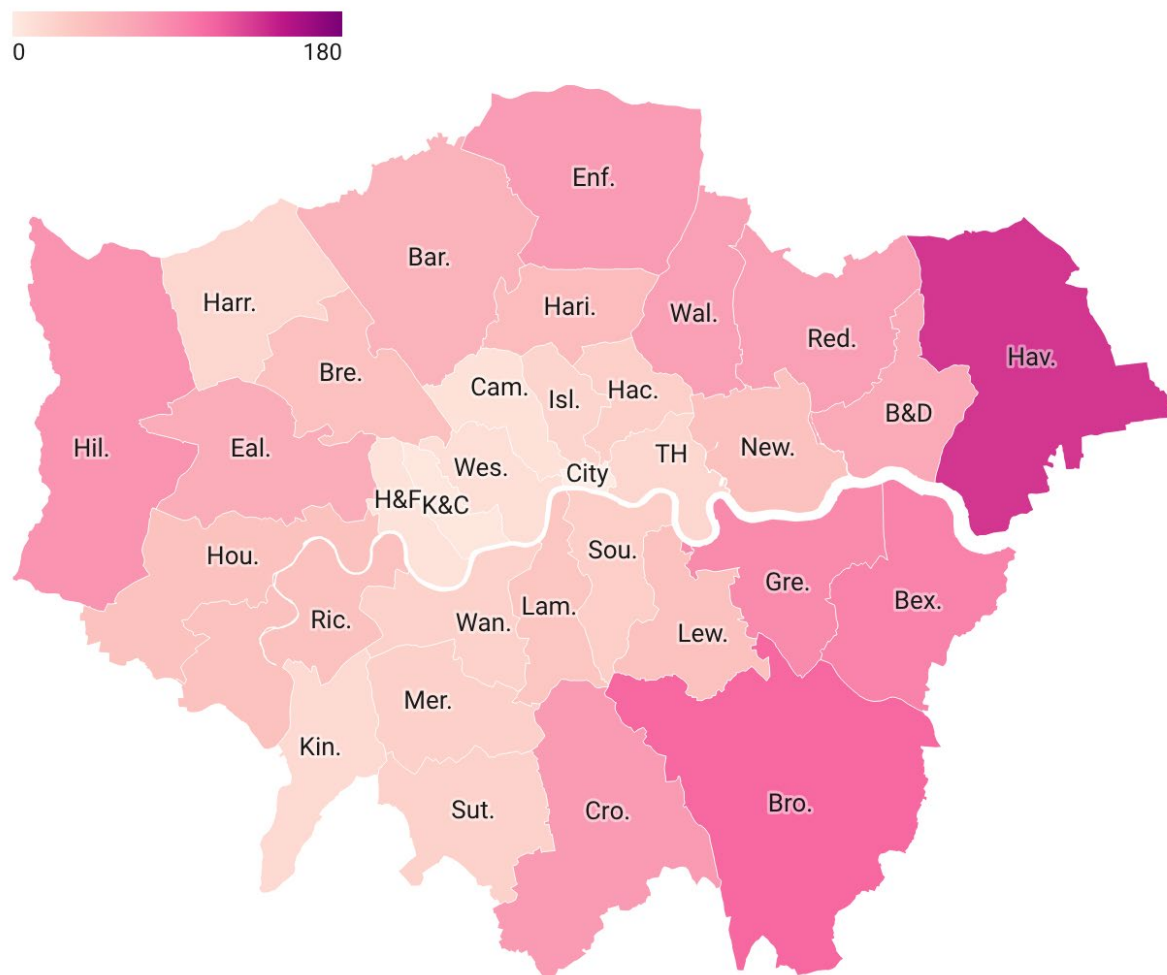 0 180
Enf.
Bar.
Harr.
Hari.
Wal.
Red.
Hav.
Bre.
Cam.
Isl.
Hac.
B&D
Hil.
Eal.
Wes.
City
TH
New.
H&F
K&C
Hou.
Sou.
Gre.
Bex.
Ric.
Wan.
Lam.
Lew.
Mer.
Kin.
Sut.
Cro.
Bro.